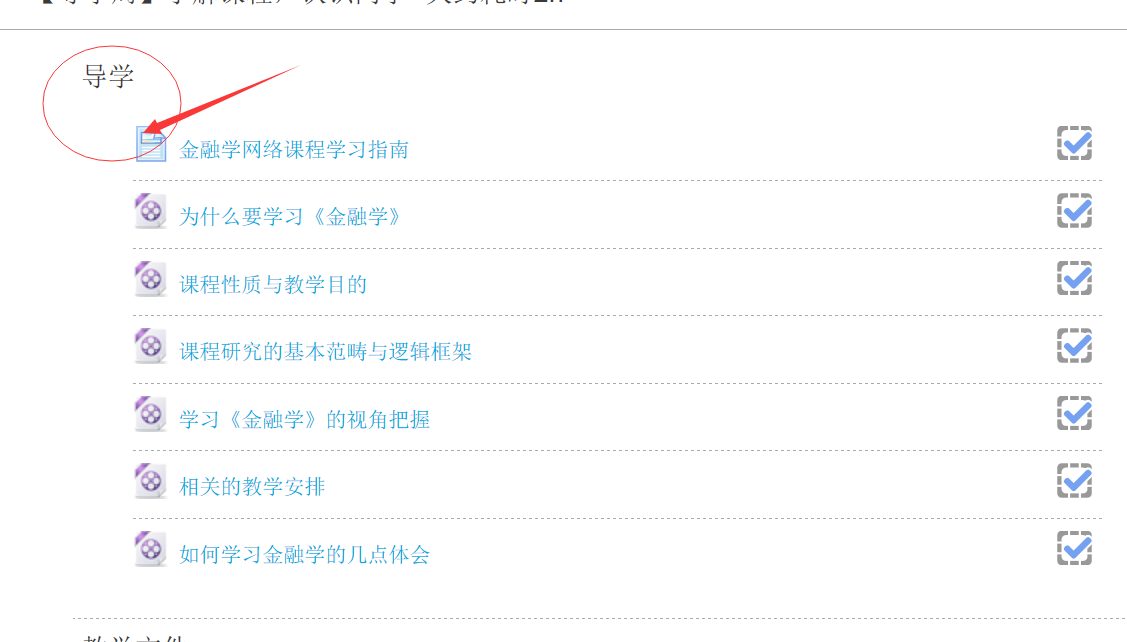 导学
金融学网络课程学习指南
为什么要学习《金融学》
课程性质与教学目的
课程研究的基本范畴与逻辑框架
学习《金融学》的视角把握
相关的教学安排
如何学习金融学的几点体会